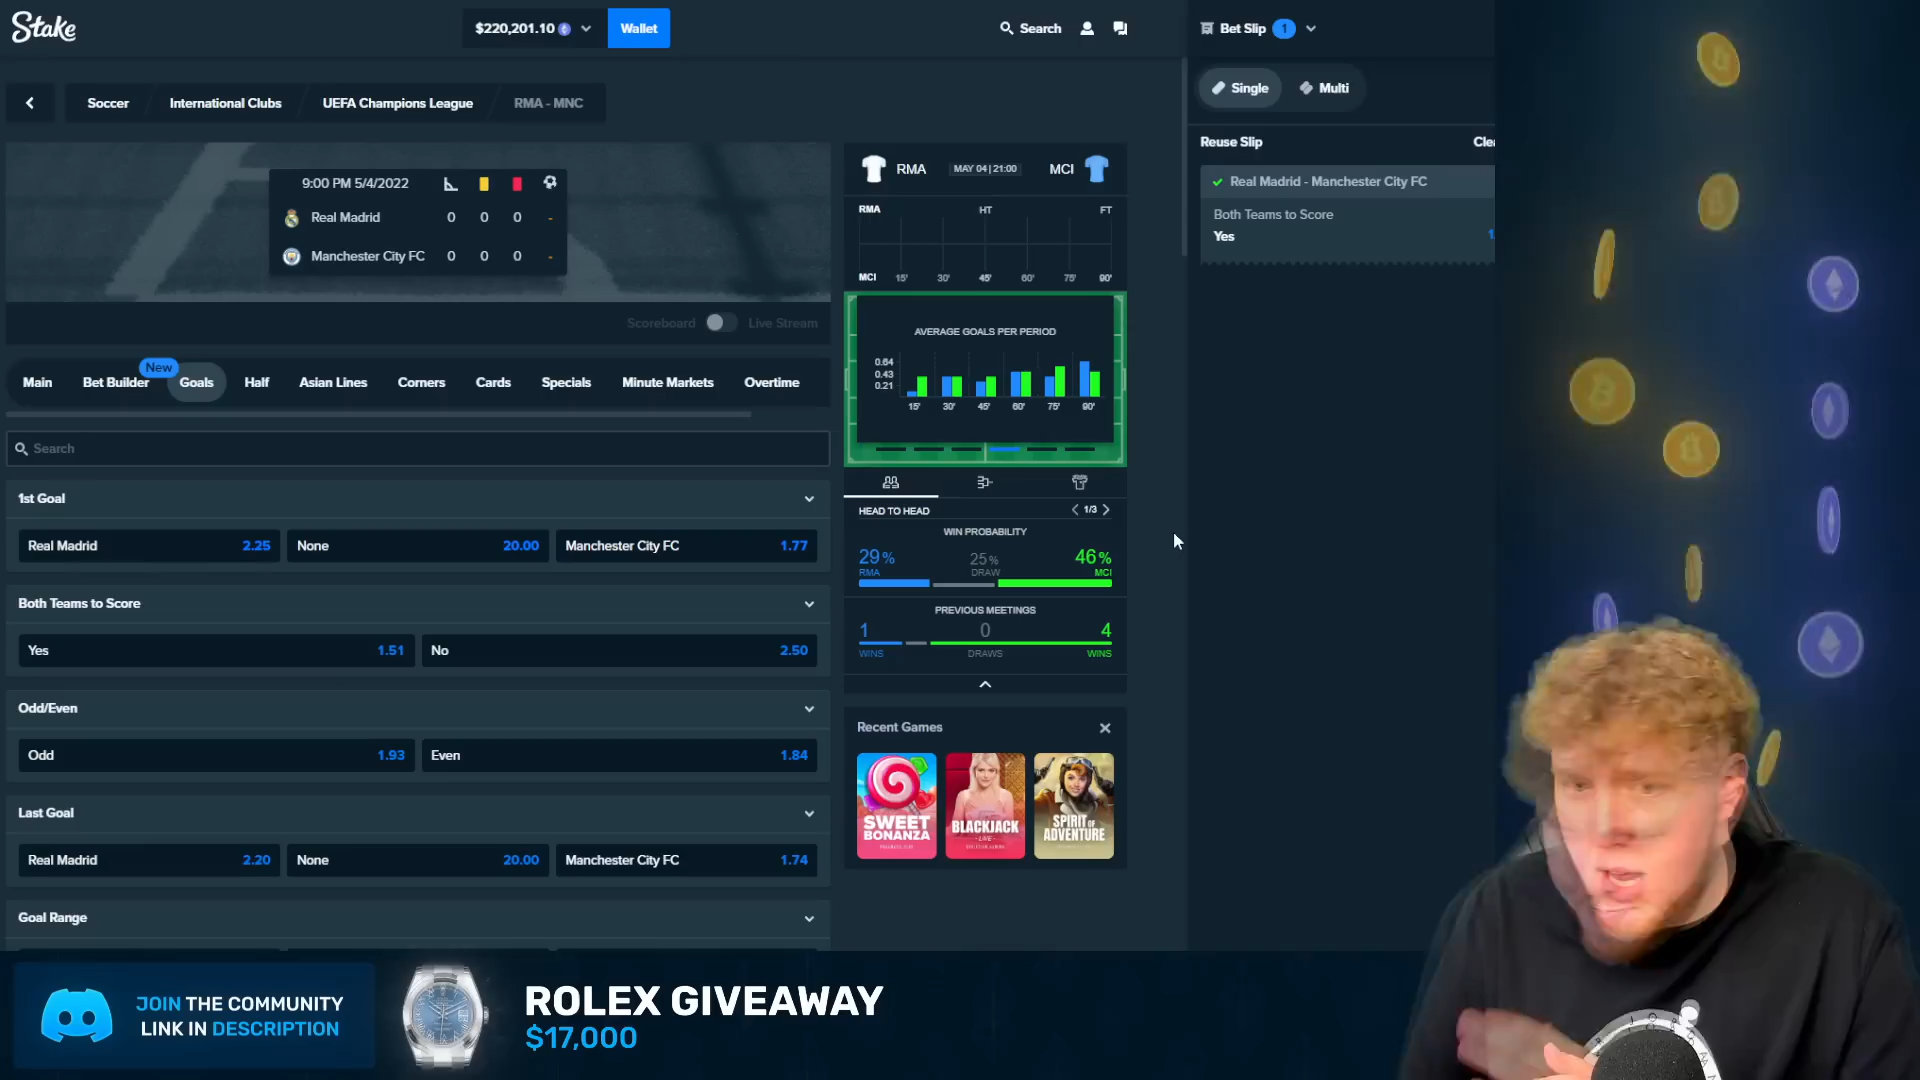 Stake
$220,201.10
Wallet
Search
Bet Slip 1
Soccer
International Clubs
UEFA Champions League
RMA - MNC
Single
Multi
Reuse Slip
Clea
Real Madrid - Manchester City FC
Both Teams to Score
Yes
1.
9:00 PM 5/4/2022
Real Madrid 0 0 0 -
Manchester City FC 0 0 0 -
Scoreboard
Live Stream
RMA
MAY 04 | 21:00
MCI
RMA HT FT
MCI 15' 30' 45' 60' 75' 90'
AVERAGE GOALS PER PERIOD
0.64
0.43
0.21
15' 30' 45' 60' 75' 90'
New
Main
Bet Builder
Goals
Half
Asian Lines
Corners
Cards
Specials
Minute Markets
Overtime
Search
1st Goal
Real Madrid 2.25
None 20.00
Manchester City FC 1.77
Both Teams to Score
Yes 1.51
No 2.50
Odd/Even
Odd 1.93
Even 1.84
Last Goal
Real Madrid 2.20
None 20.00
Manchester City FC 1.74
Goal Range
HEAD TO HEAD
1/3
WIN PROBABILITY
29% 25% 46%
RMA DRAW MCI
PREVIOUS MEETINGS
1 0 4
WINS DRAWS WINS
Recent Games
SWEET
BONANZA
BLACKJACK
LIVE
SPIRIT OF
ADVENTURE
JOIN THE COMMUNITY
LINK IN DESCRIPTION
ROLEX GIVEAWAY
$17,000